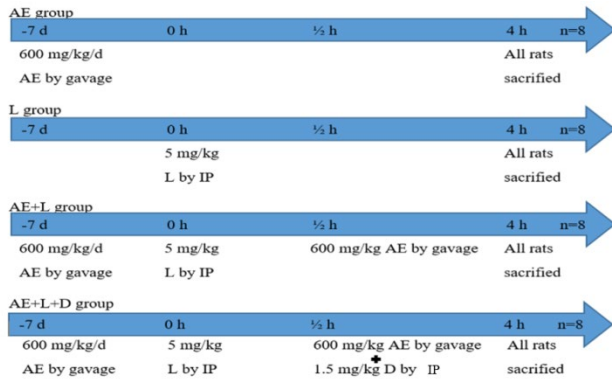 AE group
-7 d 0 h ½ h 4 h n=8
600 mg/kg/d All rats
AE by gavage sacrified
L group
-7 d 0 h ½ h 4 h n=8
5 mg/kg All rats
L by IP sacrified
AE+L group
-7 d 0 h ½ h 4 h n=8
600 mg/kg/d 5 mg/kg 600 mg/kg AE by gavage All rats
AE by gavage L by IP sacrified
AE+L+D group
-7 d 0 h ½ h 4 h n=8
600 mg/kg/d 5 mg/kg 600 mg/kg AE by gavage All rats
+
AE by gavage L by IP 1.5 mg/kg D by IP sacrified